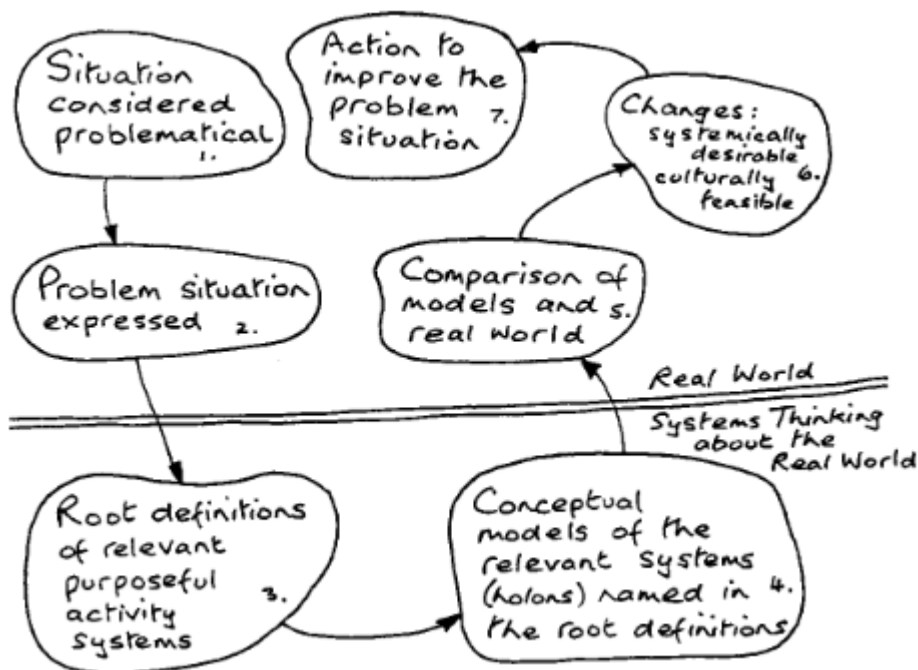 Situation
considered
problematical
1.
Problem situation
expressed 2.
Root definitions
of relevant
purposeful
activity 3.
systems
Conceptual
models of the
relevant systems
(holons) named in 4.
the root definitions
Comparison of
models and 5.
real world
Changes:
systemically
desirable
culturally 6.
feasible
Action to
improve the
problem 7.
situation
Real World
Systems Thinking
about the
Real World